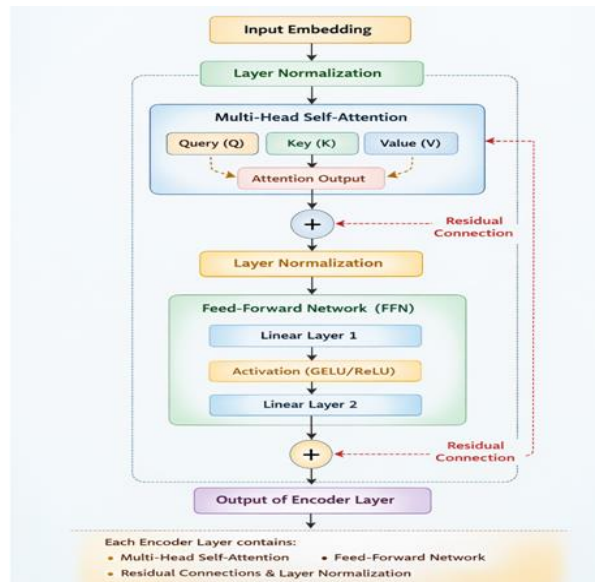 Input Embedding
Layer Normalization
Multi-Head Self-Attention
Query (Q)
Key (K)
Value (V)
Attention Output
+
Residual
Connection
Layer Normalization
Feed-Forward Network (FFN)
Linear Layer 1
Activation (GELU/ReLU)
Linear Layer 2
+
Residual
Connection
Output of Encoder Layer
Each Encoder Layer contains:
• Multi-Head Self-Attention • Feed-Forward Network
• Residual Connections & Layer Normalization